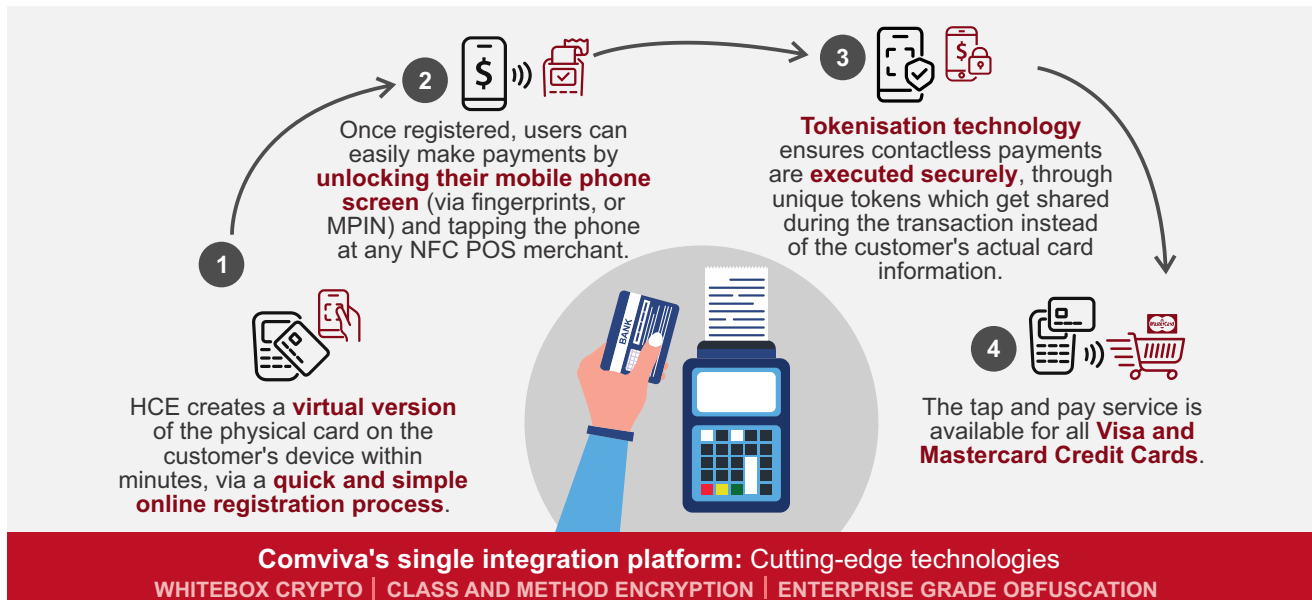 1
HCE creates a virtual version
of the physical card on the
customer's device within
minutes, via a quick and simple
online registration process.
2
$
Once registered, users can
easily make payments by
unlocking their mobile phone
screen (via fingerprints, or
MPIN) and tapping the phone
at any NFC POS merchant.
3
$
Tokenisation technology
ensures contactless payments
are executed securely, through
unique tokens which get shared
during the transaction instead
of the customer's actual card
information.
4
MasterCard
The tap and pay service is
available for all Visa and
Mastercard Credit Cards.
BANK
Comviva's single integration platform: Cutting-edge technologies
WHITEBOX CRYPTO | CLASS AND METHOD ENCRYPTION | ENTERPRISE GRADE OBFUSCATION